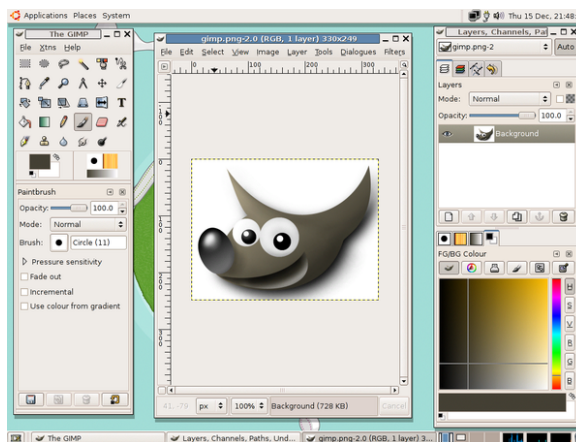 Applications Places System
Thu 15 Dec, 21:48
The GIMP
File Xtns Help
Paintbrush
Opacity: 100.0
Mode: Normal
Brush: Circle (11)
Pressure sensitivity
Fade out
Incremental
Use colour from gradient
gimp.png-2.0 (RGB, 1 layer) 330x249
File Edit Select View Image Layer Tools Dialogues Filters
0 100 200 300
px 100% Background (728 KB) Cancel
Layers, Channels, Pat
gimp.png-2 Auto
Layers
Mode: Normal
Opacity: 100.0
Background
FG/BG Colour
H
S
V
R
G
B
The GIMP
Layers, Channels, Paths, Und...
gimp.png-2.0 (RGB, 1 layer) 3...